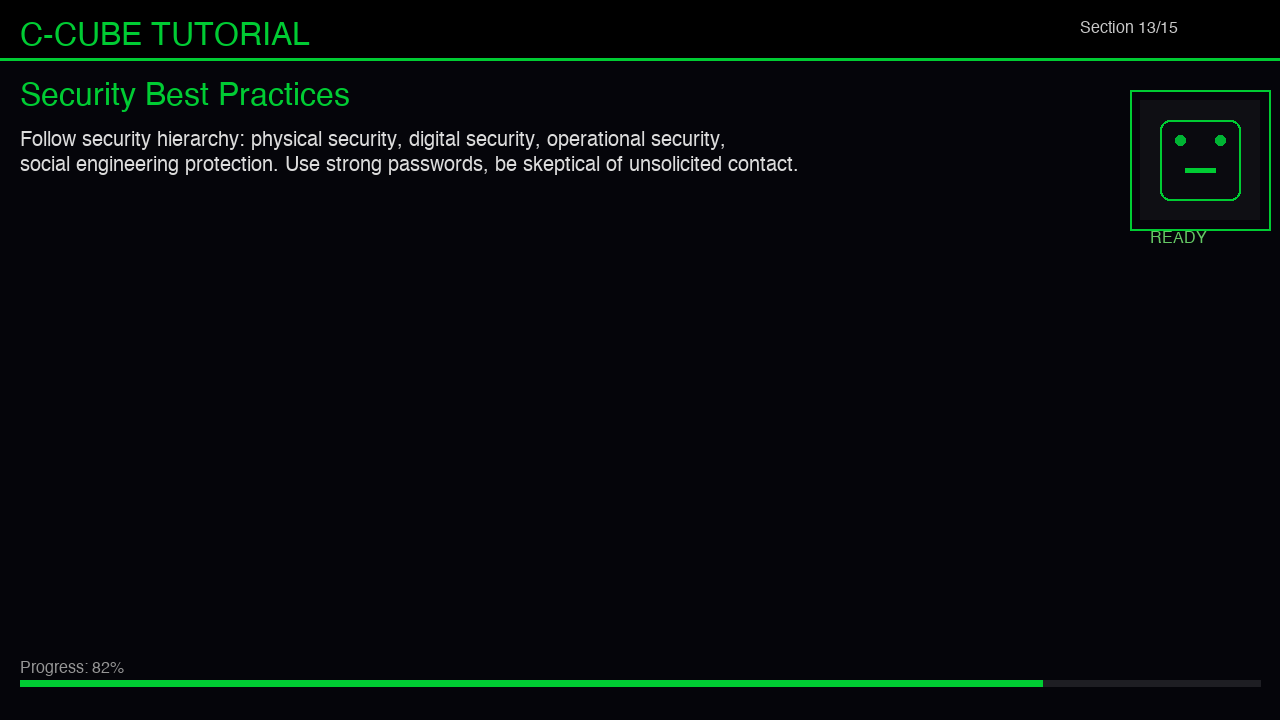 C-CUBE TUTORIAL
Section 13/15
Security Best Practices
Follow security hierarchy: physical security, digital security, operational security,
social engineering protection. Use strong passwords, be skeptical of unsolicited contact.
READY
Progress: 82%